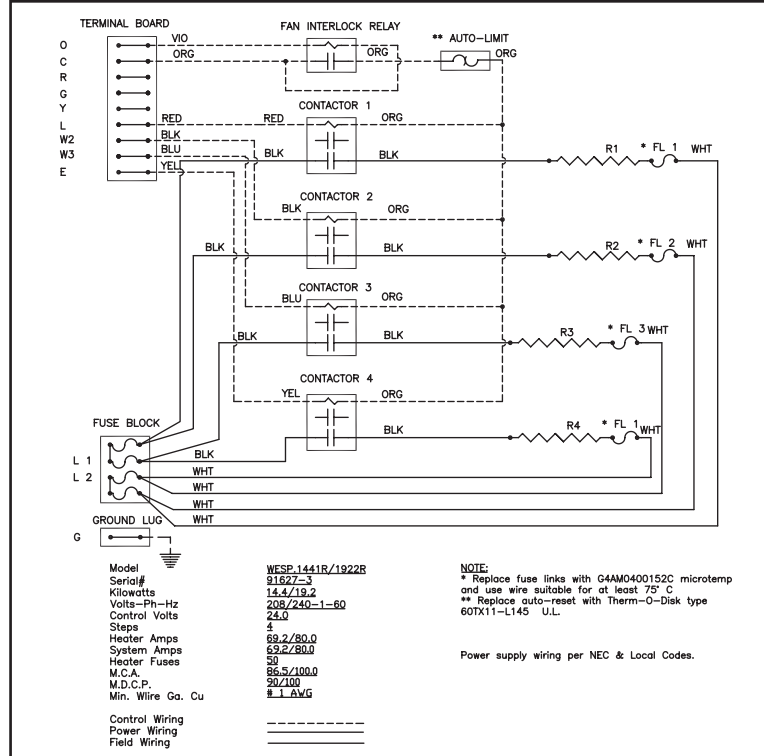 TERMINAL BOARD
FAN INTERLOCK RELAY
** AUTO-LIMIT
O
VIO
C
ORG
ORG
ORG
R
G
Y
CONTACTOR 1
L
RED
RED
ORG
W2
BLK
W3
BLU
BLK
BLK
R1
* FL 1
WHT
E
YEL
CONTACTOR 2
BLK
ORG
BLK
BLK
R2
* FL 2
WHT
CONTACTOR 3
BLU
ORG
BLK
BLK
R3
* FL 3
WHT
CONTACTOR 4
YEL
ORG
FUSE BLOCK
BLK
R4
* FL 1
WHT
L 1
BLK
L 2
WHT
WHT
WHT
GROUND LUG
G
Model WESP.1441R/1922R
Serial# 91627-3
Kilowatts 14.4/19.2
Volts-Ph-Hz 208/240-1-60
Control Volts 24.0
Steps 4
Heater Amps 69.2/80.0
System Amps 69.2/80.0
Heater Fuses 50
M.C.A. 86.5/100.0
M.D.C.P. 90/100
Min. Wlire Ga. Cu # 1 AWG
Control Wiring
Power Wiring
Field Wiring
NOTE:
* Replace fuse links with G4AM0400152C microtemp
and use wire suitable for at least 75° C
** Replace auto-reset with Therm-O-Disk type
60TX11-L145 U.L.
Power supply wiring per NEC & Local Codes.